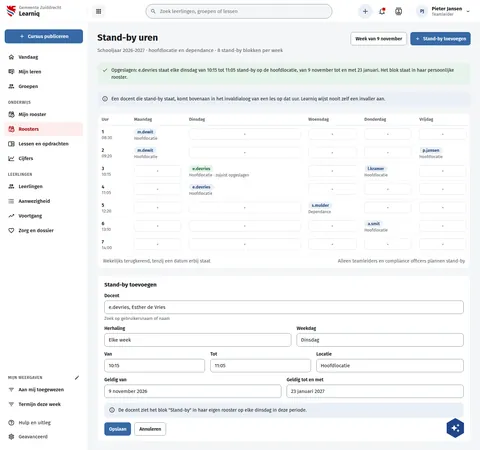 Gemeente Zuiddrecht
Learniq
Zoek leerlingen, groepen of lessen
PJ
Pieter Jansen
Teamleider
+ Cursus publiceren
Vandaag
Mijn leren
Groepen
ONDERWIJS
Mijn rooster
Roosters
Lessen en opdrachten
Cijfers
LEERLINGEN
Leerlingen
Aanwezigheid
Voortgang
Zorg en dossier
MIJN WEERGAVEN
Aan mij toegewezen
Termijn deze week
Hulp en uitleg
Geavanceerd
Stand-by uren
Schooljaar 2026-2027 · hoofdlocatie en dependance · 8 stand-by blokken per week
Week van 9 november
+ Stand-by toevoegen
Opgeslagen: e.devries staat elke dinsdag van 10:15 tot 11:05 stand-by op de hoofdlocatie, van 9 november tot en met 23 januari. Het blok staat in haar persoonlijke rooster.
Een docent die stand-by staat, komt bovenaan in het invaldialoog van een les op dat uur. Learniq wijst nooit zelf een invaller aan.
Uur Maandag Dinsdag Woensdag Donderdag Vrijdag
1 m.dewit - - - -
08:30 Hoofdlocatie
2 m.dewit - - - p.jansen
09:20 Hoofdlocatie Hoofdlocatie
3 - e.devries - l.kramer -
10:15 Hoofdlocatie · zojuist opgeslagen Hoofdlocatie
4 - e.devries - - -
11:05 Hoofdlocatie
5 - - s.mulder - -
12:20 Dependance
6 - - - a.smit -
13:10 Hoofdlocatie
7 - - - - -
14:00
Wekelijks terugkerend, tenzij een datum erbij staat Alleen teamleiders en compliance officers plannen stand-by
Stand-by toevoegen
Docent
e.devries, Esther de Vries
Zoek op gebruikersnaam of naam
Herhaling Weekdag
Elke week Dinsdag
Van Tot Locatie
10:15 11:05 Hoofdlocatie
Geldig van Geldig tot en met
9 november 2026 23 januari 2027
De docent ziet het blok "Stand-by" in haar eigen rooster op elke dinsdag in deze periode.
Opslaan Annuleren